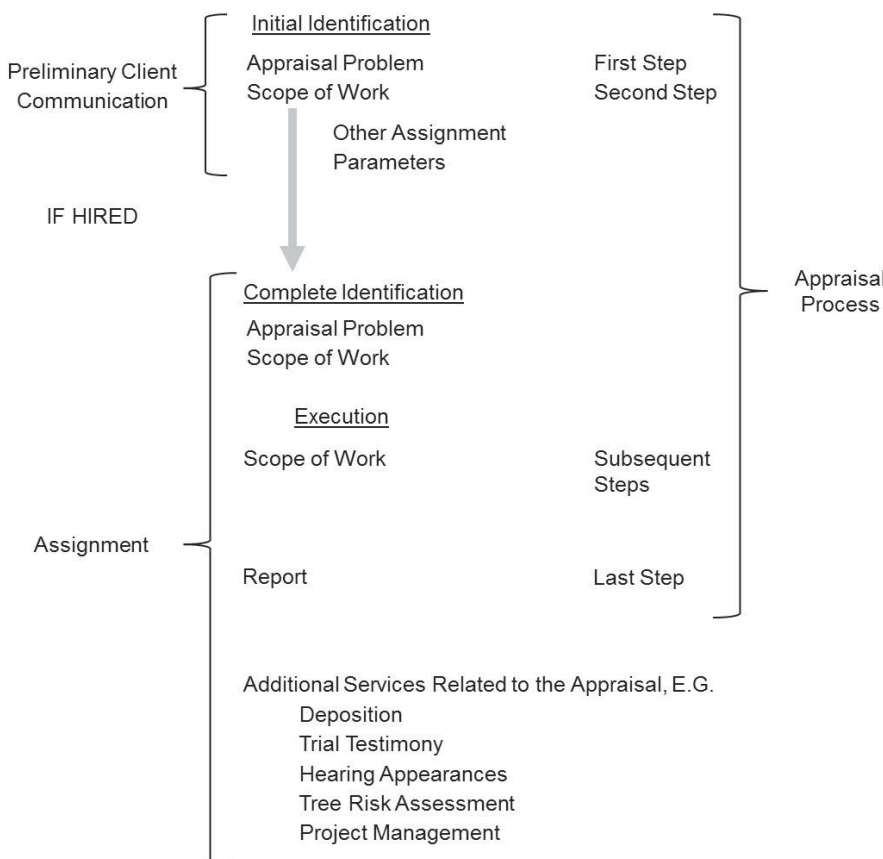 Initial Identification
Preliminary Client
Communication
Appraisal Problem
Scope of Work
First Step
Second Step
Other Assignment
Parameters
IF HIRED
Complete Identification
Appraisal Problem
Scope of Work
Appraisal
Process
Execution
Scope of Work
Subsequent
Steps
Assignment
Report
Last Step
Additional Services Related to the Appraisal, E.G.
Deposition
Trial Testimony
Hearing Appearances
Tree Risk Assessment
Project Management